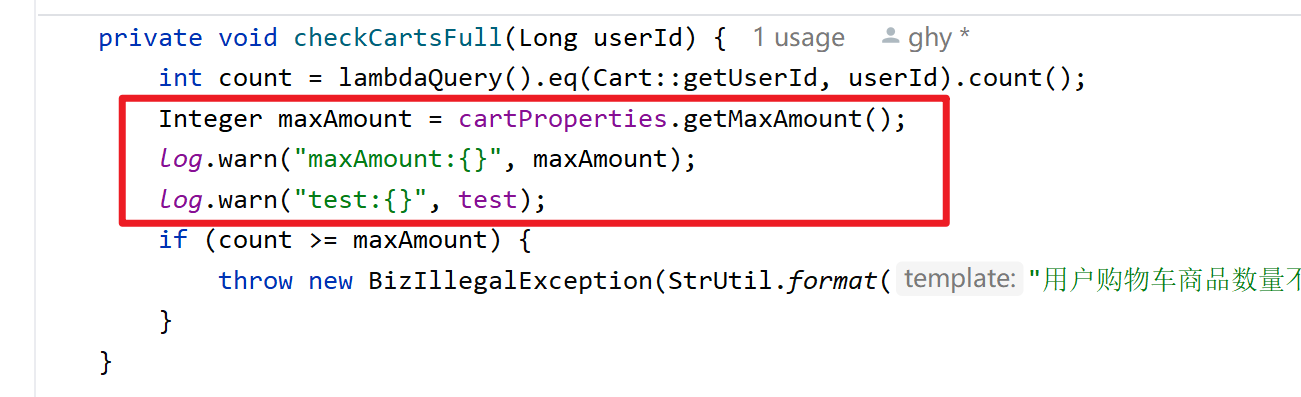 private void checkCartsFull(Long userId) { 1 usage ghy *
int count = lambdaQuery().eq(Cart::getUserId, userId).count();
Integer maxAmount = cartProperties.getMaxAmount();
log.warn("maxAmount:{}", maxAmount);
log.warn("test:{}", test);
if (count >= maxAmount) {
throw new BizIllegalException(StrUtil.format( template: "用户购物车商品数量不
}
}